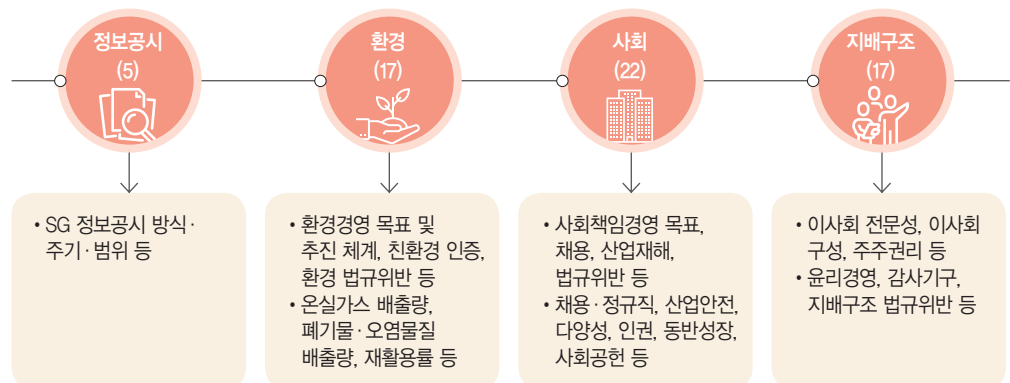 정보공시
(5)
• SG 정보공시 방식·
주기·범위 등
환경
(17)
• 환경경영 목표 및
추진 체계, 친환경 인증,
환경 법규위반 등
• 온실가스 배출량,
폐기물·오염물질
배출량, 재활용률 등
사회
(22)
• 사회책임경영 목표,
채용, 산업재해,
법규위반 등
• 채용·정규직, 산업안전,
다양성, 인권, 동반성장,
사회공헌 등
지배구조
(17)
• 이사회 전문성, 이사회
구성, 주주권리 등
• 윤리경영, 감사기구,
지배구조 법규위반 등